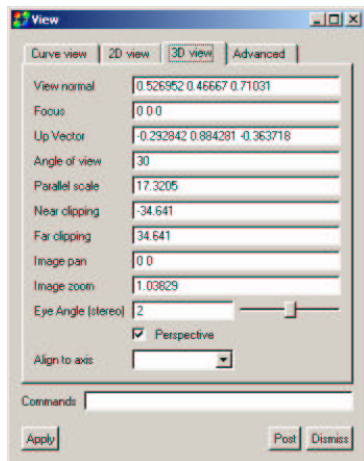 View
Curve view 2D view 3D view Advanced
View normal 0.526952 0.46667 0.71031
Focus 0 0 0
Up Vector -0.292842 0.884281 -0.363718
Angle of view 30
Parallel scale 17.3205
Near clipping -34.641
Far clipping 34.641
Image pan 0 0
Image zoom 1.03829
Eye Angle (stereo) 2
Perspective
Align to axis
Commands
Apply Post Dismiss